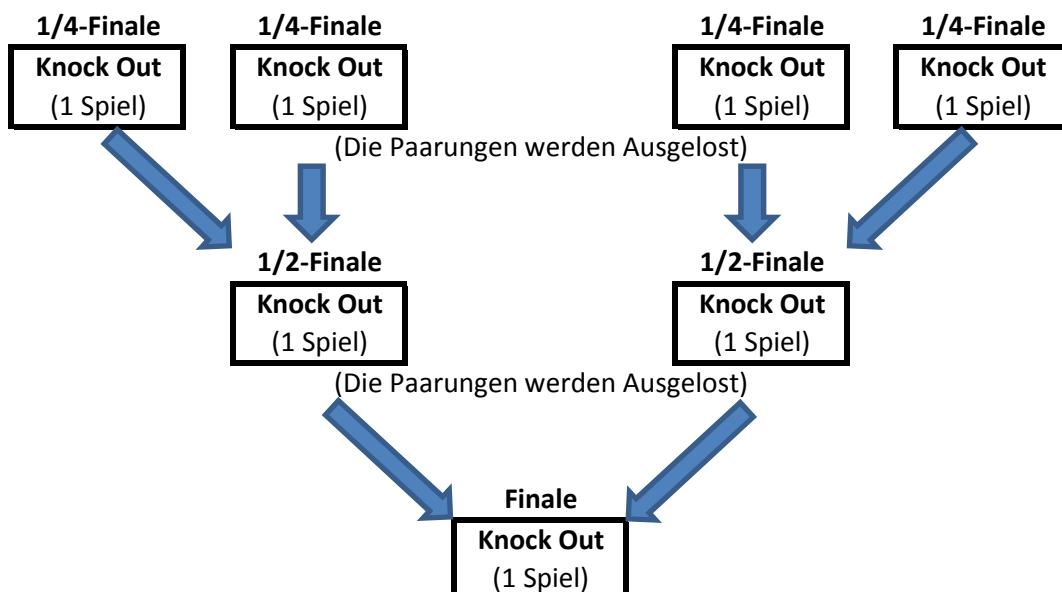 1/4-Finale 1/4-Finale 1/4-Finale 1/4-Finale
Knock Out Knock Out Knock Out Knock Out
(1 Spiel) (1 Spiel) (1 Spiel) (1 Spiel)
(Die Paarungen werden Ausgelost)
1/2-Finale 1/2-Finale
Knock Out Knock Out
(1 Spiel) (1 Spiel)
(Die Paarungen werden Ausgelost)
Finale
Knock Out
(1 Spiel)